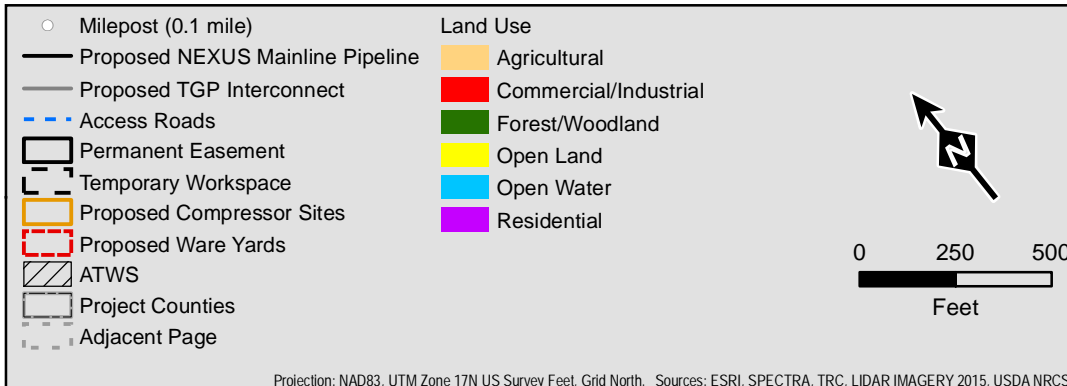 Milepost (0.1 mile)
Proposed NEXUS Mainline Pipeline
Proposed TGP Interconnect
Access Roads
Permanent Easement
Temporary Workspace
Proposed Compressor Sites
Proposed Ware Yards
ATWS
Project Counties
Adjacent Page
Land Use
Agricultural
Commercial/Industrial
Forest/Woodland
Open Land
Open Water
Residential
N
0 250 500
Feet
Projection: NAD83, UTM Zone 17N US Survey Feet, Grid North, Sources: ESRI, SPECTRA, TRC, LIDAR IMAGERY 2015, USDA NRCS